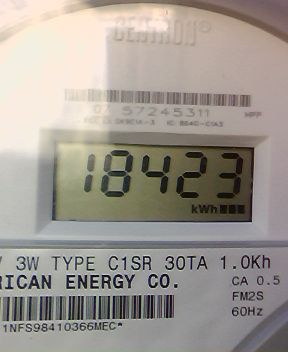 CENTRON®
07 57245311
18423
kWh
3W TYPE C1SR 30TA 1.0Kh
RICAN ENERGY CO.
CA 0.5
FM2S
60Hz
1NFS98410366MEC*